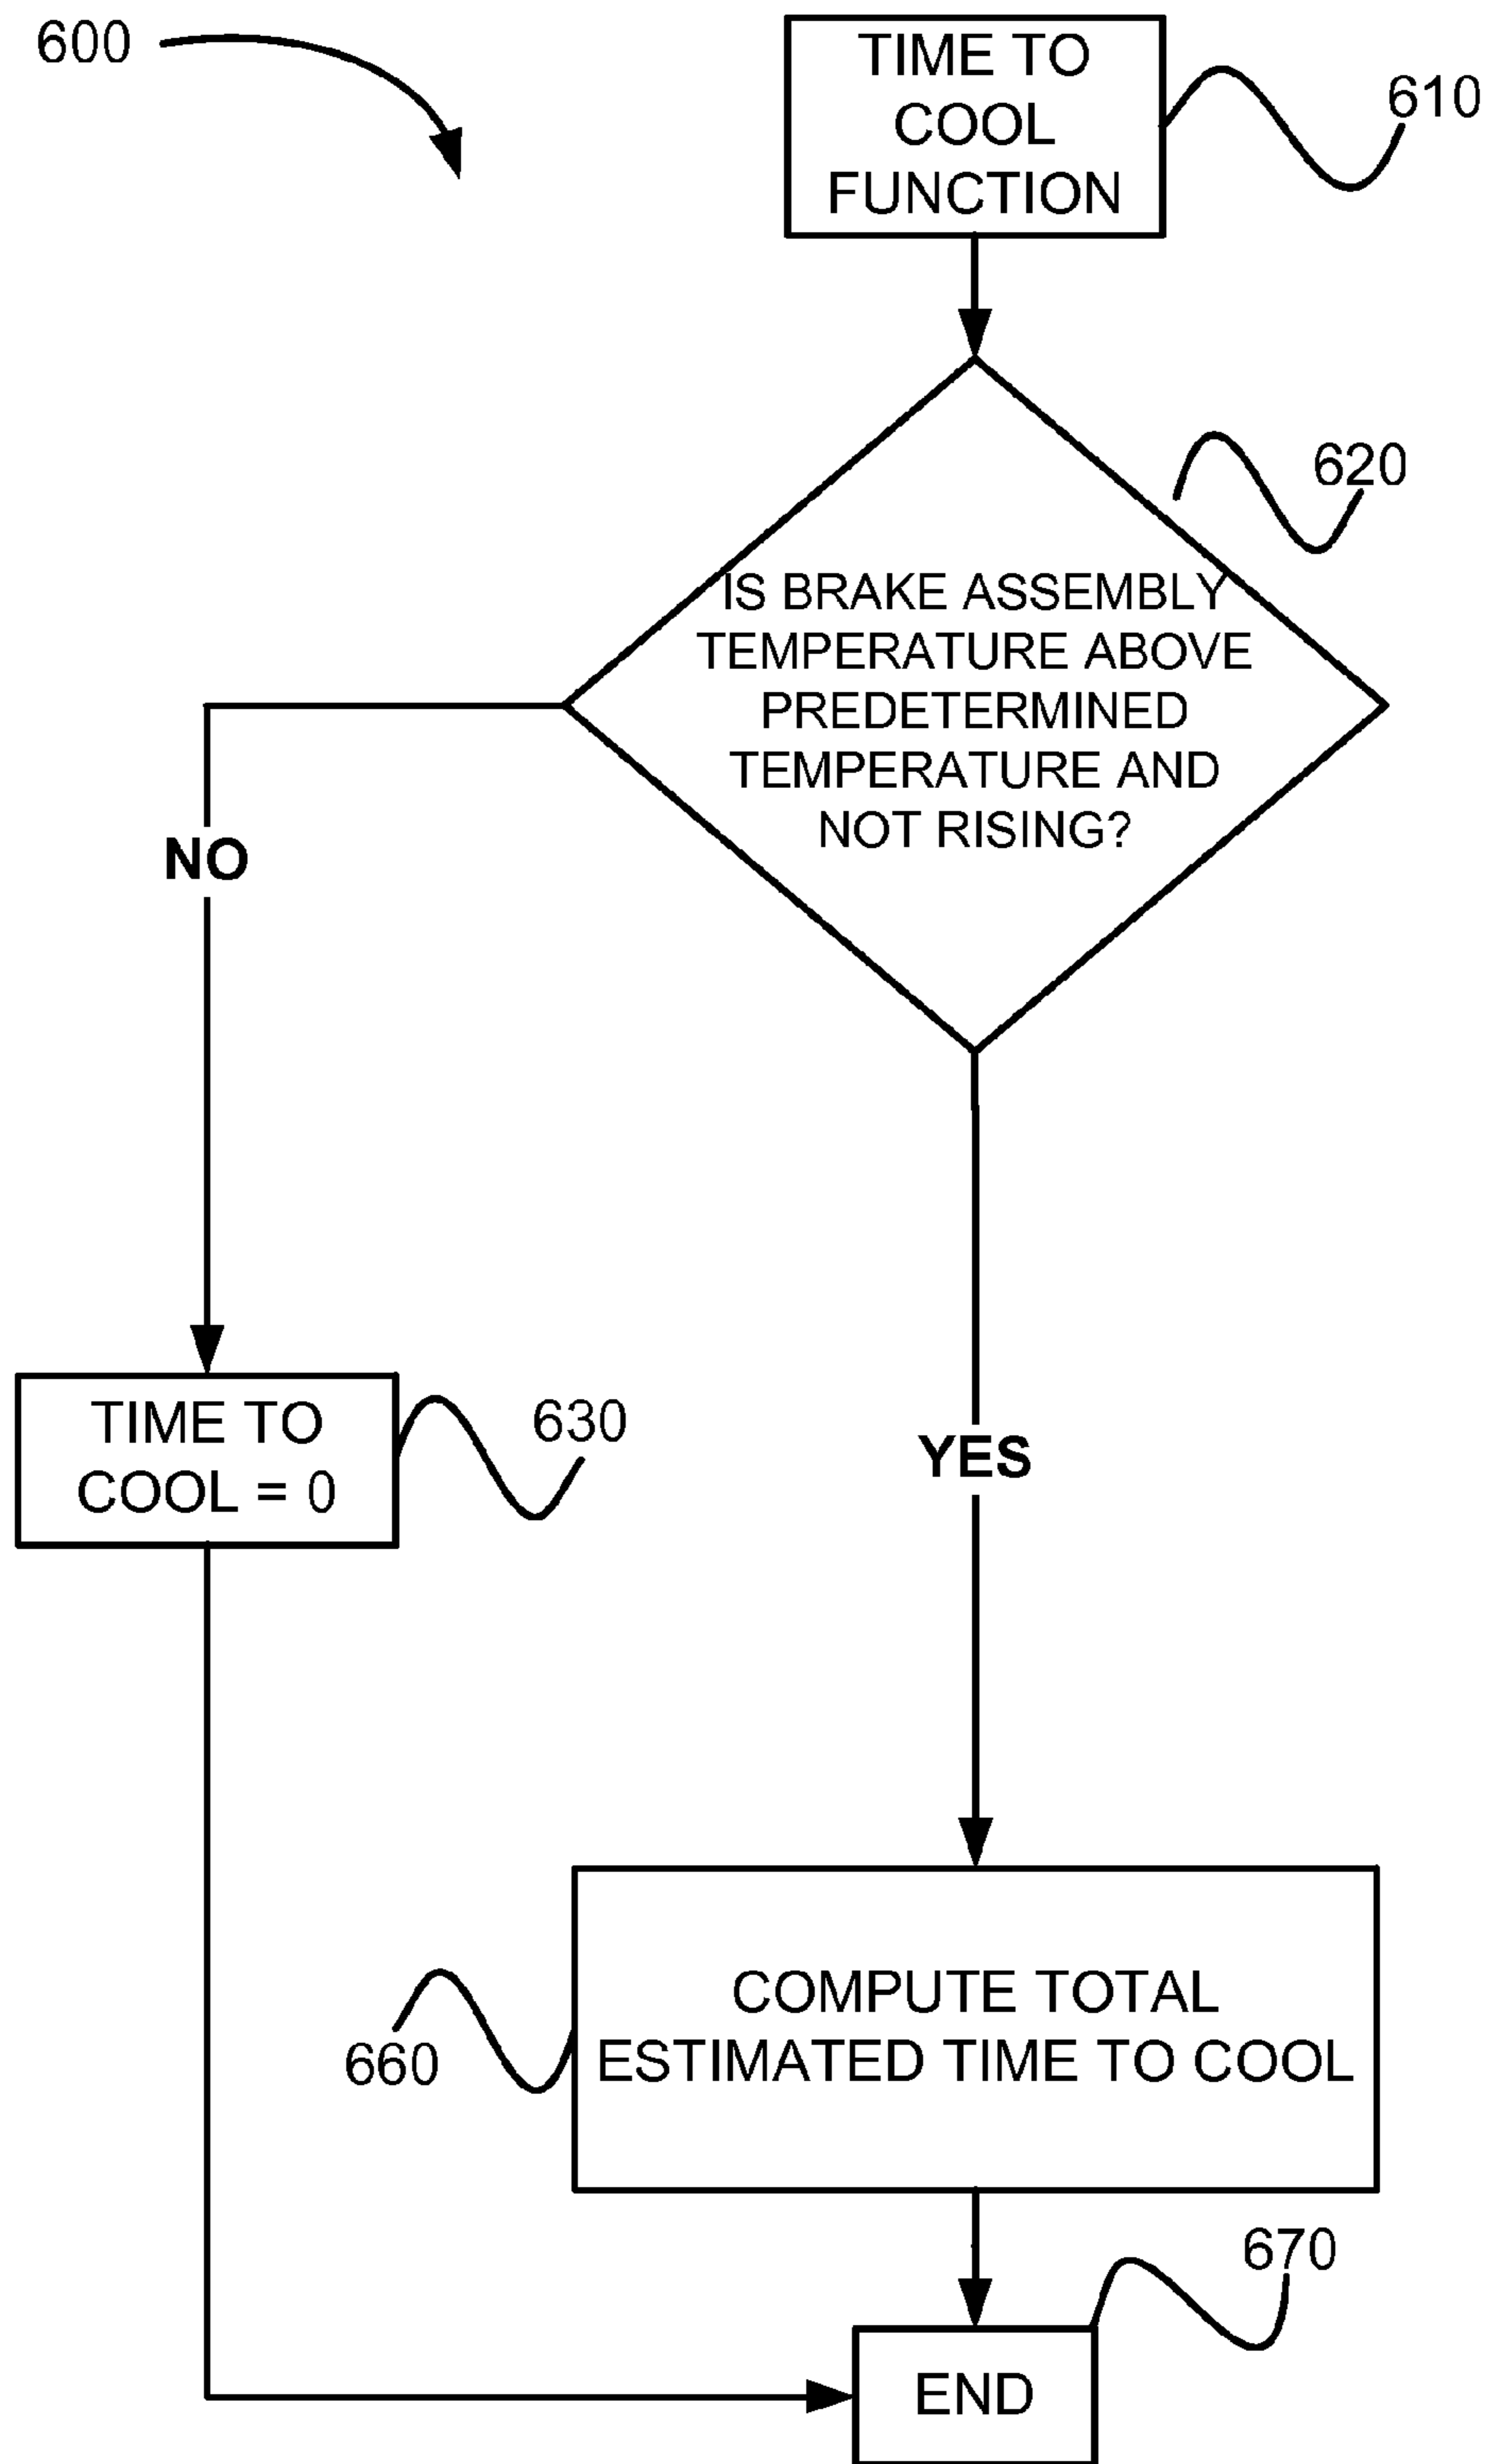 600
TIME TO
COOL
FUNCTION
610
620
IS BRAKE ASSEMBLY
TEMPERATURE ABOVE
PREDETERMINED
TEMPERATURE AND
NOT RISING?
NO
TIME TO
COOL = 0
630
YES
COMPUTE TOTAL
ESTIMATED TIME TO COOL
660
670
END